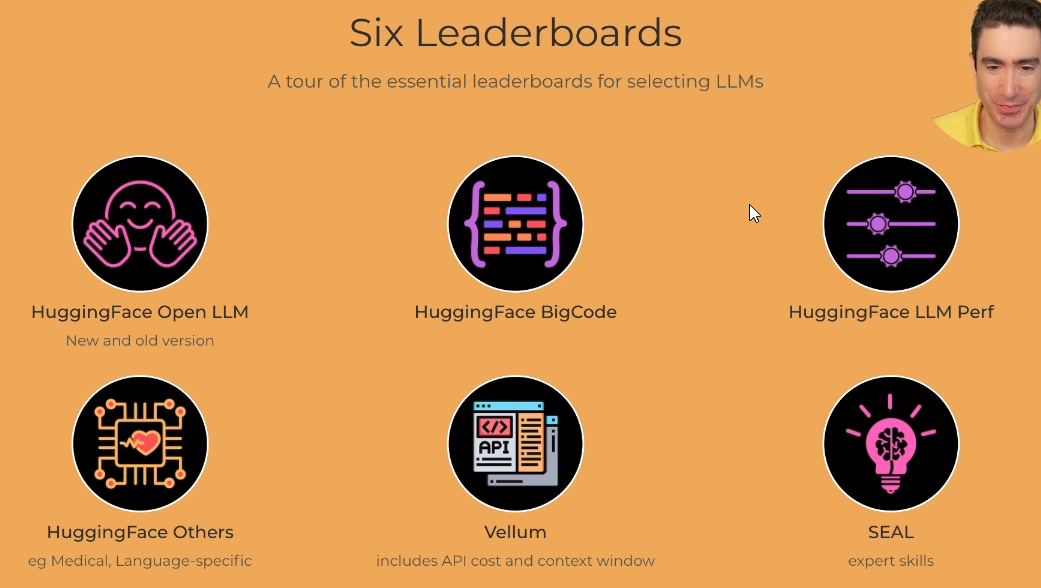 Six Leaderboards
A tour of the essential leaderboards for selecting LLMs
HuggingFace Open LLM
New and old version
HuggingFace BigCode
HuggingFace LLM Perf
HuggingFace Others
eg Medical, Language-specific
</>
API
Vellum
includes API cost and context window
SEAL
expert skills